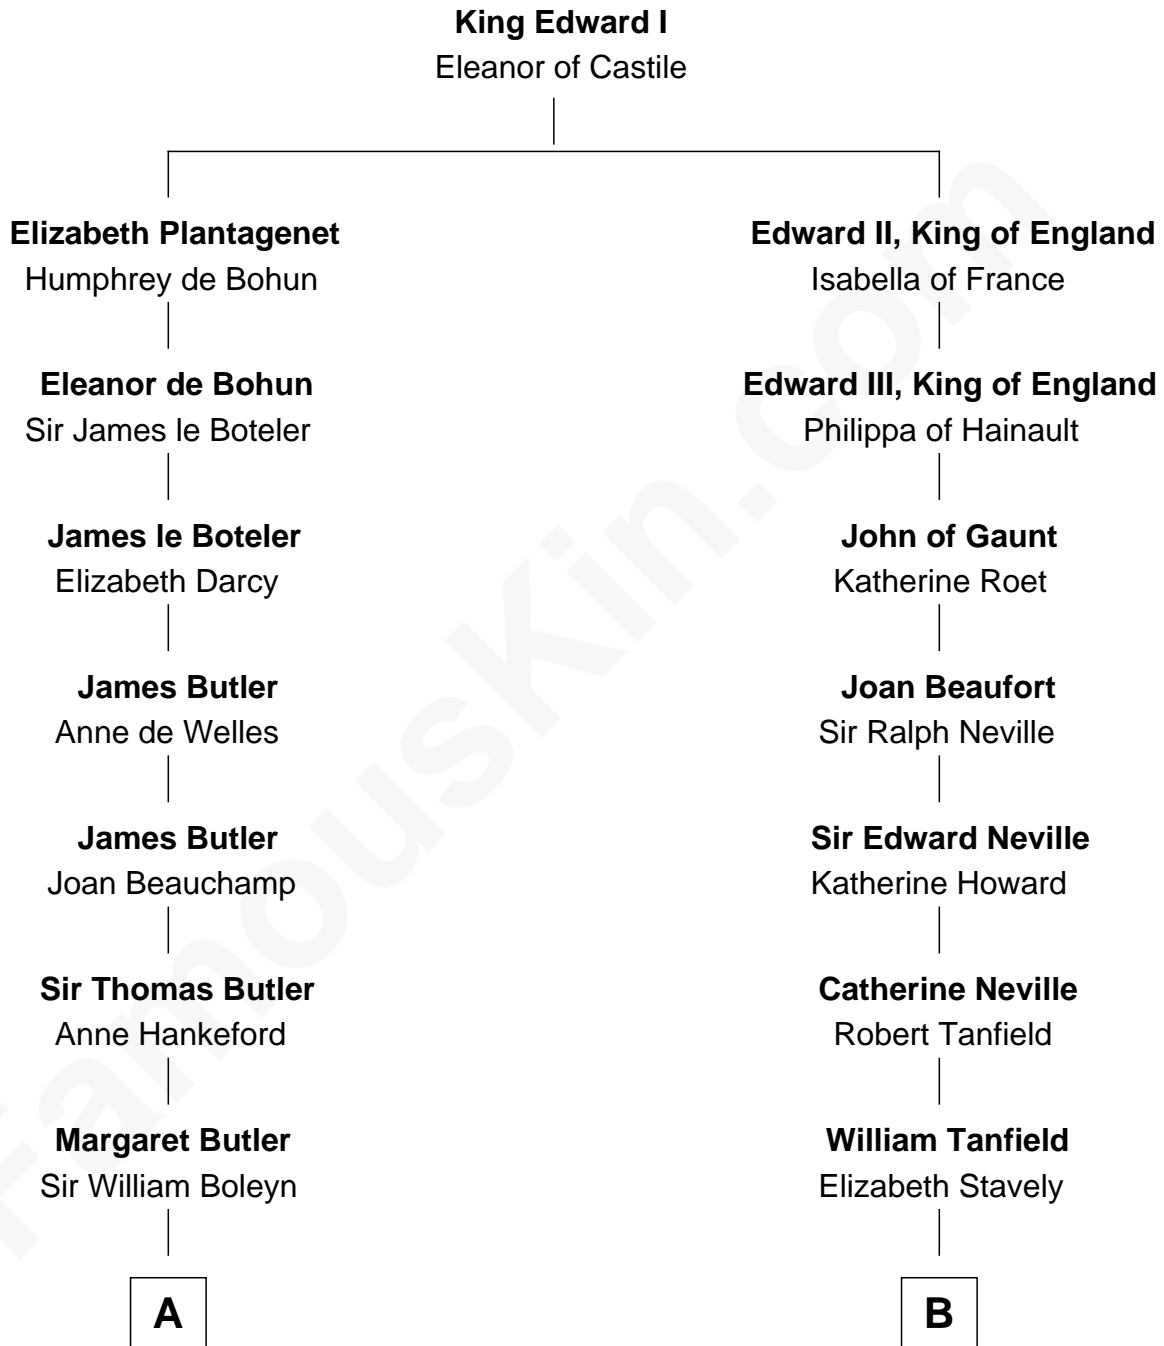 King Edward I
Eleanor of Castile
Elizabeth Plantagenet
Humphrey de Bohun
Edward II, King of England
Isabella of France
Eleanor de Bohun
Sir James le Boteler
Edward III, King of England
Philippa of Hainault
James le Boteler
Elizabeth Darcy
John of Gaunt
Katherine Roet
James Butler
Anne de Welles
Joan Beaufort
Sir Ralph Neville
James Butler
Joan Beauchamp
Sir Edward Neville
Katherine Howard
Sir Thomas Butler
Anne Hankeford
Catherine Neville
Robert Tanfield
Margaret Butler
Sir William Boleyn
William Tanfield
Elizabeth Stavely
A
B
FamousKin.com